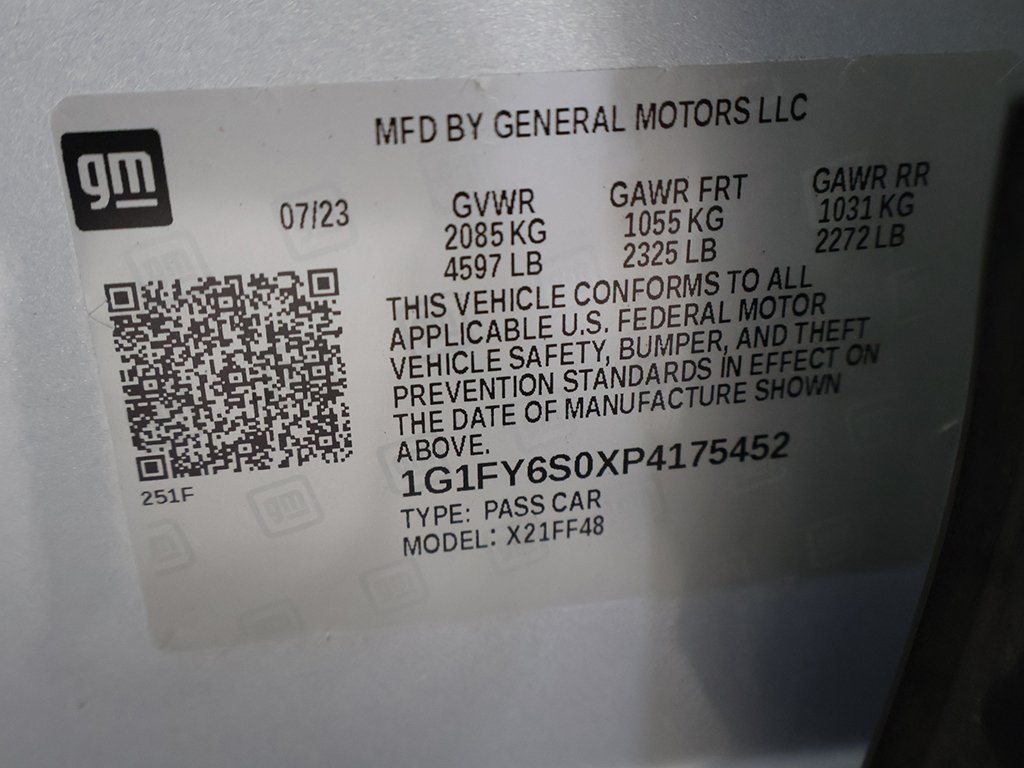 gm
MFD BY GENERAL MOTORS LLC
07/23
GVWR
2085 KG
4597 LB
GAWR FRT
1055 KG
2325 LB
GAWR RR
1031 KG
2272 LB
THIS VEHICLE CONFORMS TO ALL
APPLICABLE U.S. FEDERAL MOTOR
VEHICLE SAFETY, BUMPER, AND THEFT
PREVENTION STANDARDS IN EFFECT ON
THE DATE OF MANUFACTURE SHOWN
ABOVE.
1G1FY6S0XP4175452
TYPE: PASS CAR
MODEL: X21FF48
251F